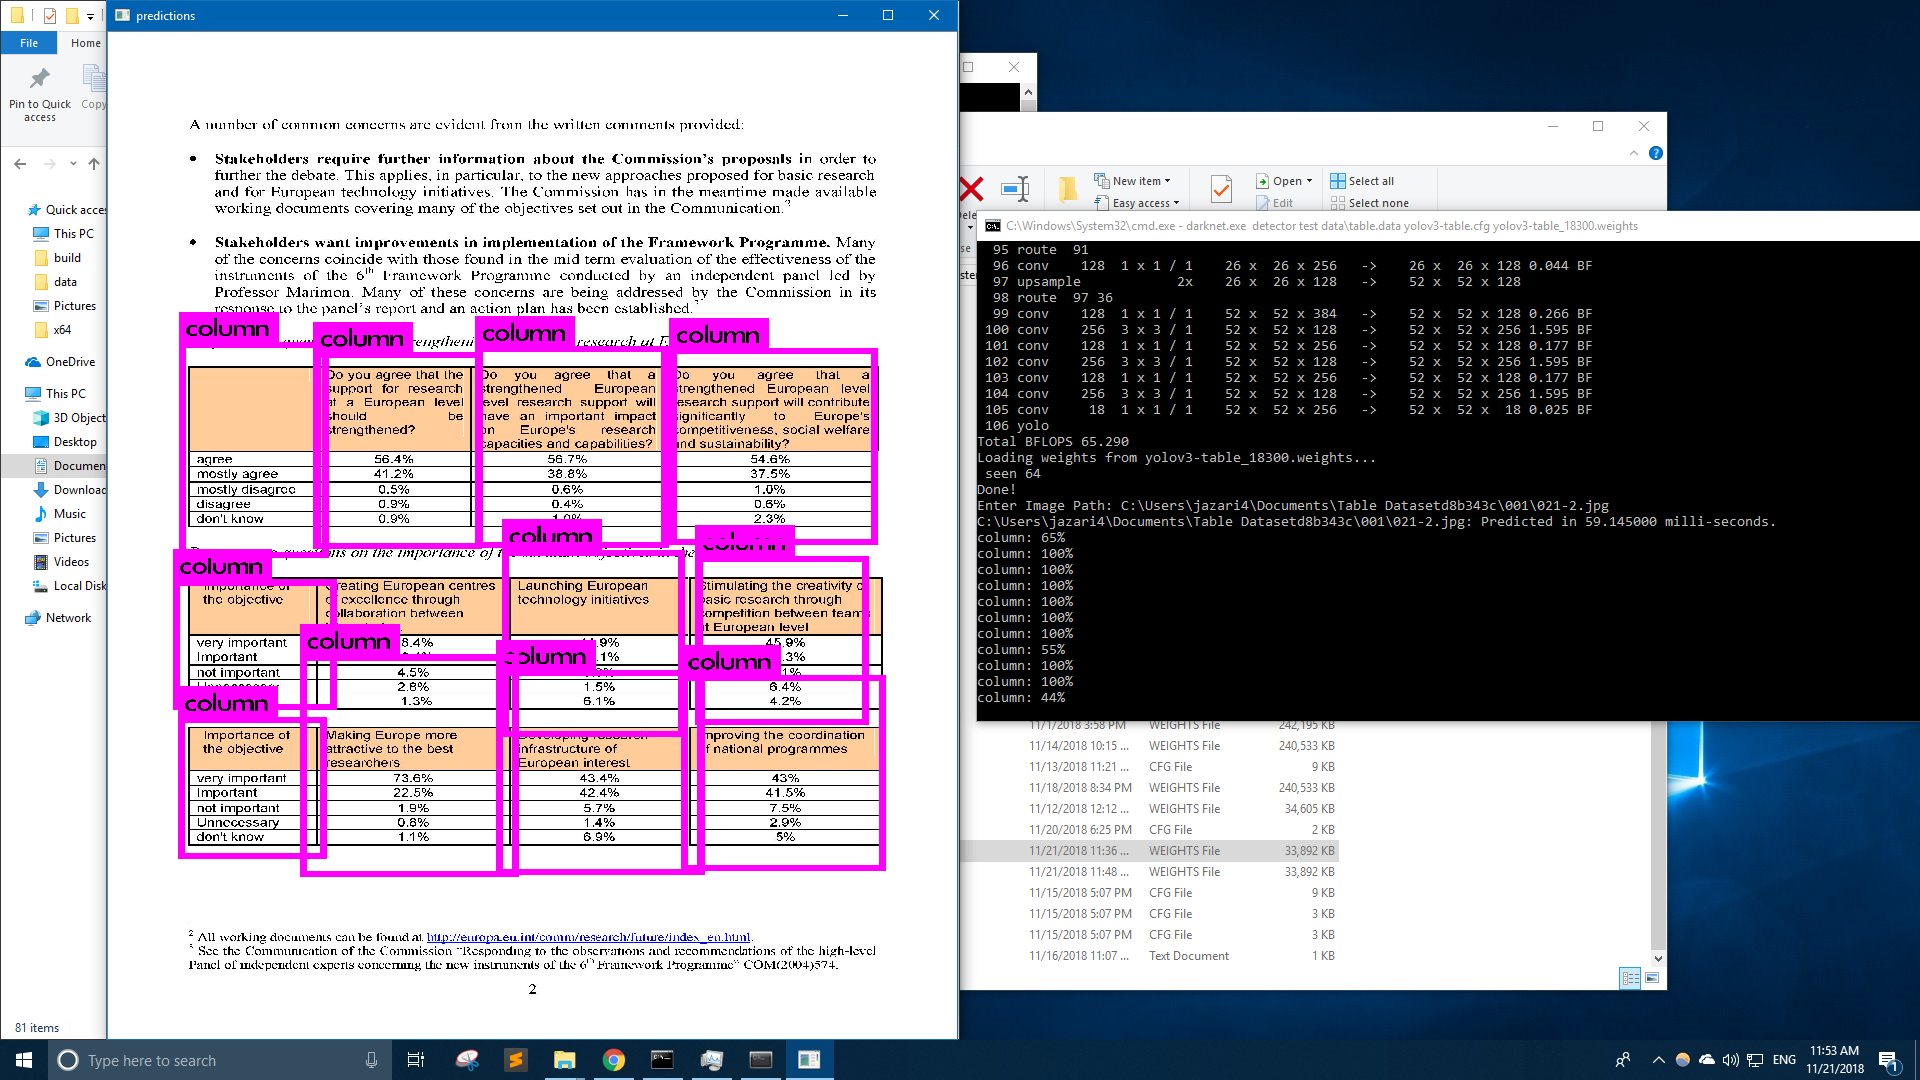 File
Home
Pin to Quick
access
Copy
Quick acce
This PC
build
data
Pictures
x64
OneDrive
This PC
3D Object
Desktop
Documen
Download
Music
Pictures
Videos
Local Disk
Network
81 items
predictions
A number of common concerns are evident from the written comments provided:
• Stakeholders require further information about the Commission's proposals in order to
further the debate. This applies, in particular, to the new approaches proposed for basic research
and for European technology initiatives. The Commission has in the meantime made available
working documents covering many of the objectives set out in the Communication.²
• Stakeholders want improvements in implementation of the Framework Programme. Many
of the concerns coincide with those found in the mid term evaluation of the effectiveness of the
instruments of the 6th Framework Programme conducted by an independent panel led by
Professor Marimon. Many of these concerns are being addressed by the Commission in its
response to the panel's report and an action plan has been established.
column column column column
research at E
Do you agree that the
support for research
at a European level
should be
strengthened?
Do you agree that a
strengthened European
level research support will
have an important impact
on Europe's research
capacities and capabilities?
Do you agree that a
strengthened European level
research support will contribute
significantly to Europe's
competitiveness, social welfare
and sustainability?
agree 56.4% 56.7% 54.6%
mostly agree 41.2% 38.8% 37.5%
mostly disagree 0.5% 0.6% 1.0%
disagree 0.9% 0.4% 0.6%
don't know 0.9% 1.0% 2.3%
column column column
on the importance of
Importance of
the objective
Creating European centres
of excellence through
collaboration between
Launching European
technology initiatives
Stimulating the creativity o
basic research through
competition between teams
at European level
very important 8.4% .9% 45.9%
column column column
Important .1% .3%
not important 4.5% 1%
Unnecessary 2.8% 1.5% 6.4%
1.3% 6.1% 4.2%
column
Importance of
the objective
Making Europe more
attractive to the best
researchers
Developing research
infrastructure of
European interest
mproving the coordination
of national programmes
very important 73.6% 43.4% 43%
Important 22.5% 42.4% 41.5%
not important 1.9% 5.7% 7.5%
Unnecessary 0.8% 1.4% 2.9%
don't know 1.1% 6.9% 5%
² All working documents can be found at http://europa.eu.int/comm/research/future/index_en.html.
³ See the Communication of the Commission "Responding to the observations and recommendations of the high-level
Panel of independent experts concerning the new instruments of the 6th Framework Programme" COM(2004)574.
2
New item
Easy access
Open
Edit
Select all
Select none
C:\Windows\System32\cmd.exe - darknet.exe detector test data\table.data yolov3-table.cfg yolov3-table_18300.weights
95 route 91
96 conv 128 1 x 1 / 1 26 x 26 x 256 -> 26 x 26 x 128 0.044 BF
97 upsample 2x 26 x 26 x 128 -> 52 x 52 x 128
98 route 97 36
99 conv 128 1 x 1 / 1 52 x 52 x 384 -> 52 x 52 x 128 0.266 BF
100 conv 256 3 x 3 / 1 52 x 52 x 128 -> 52 x 52 x 256 1.595 BF
101 conv 128 1 x 1 / 1 52 x 52 x 256 -> 52 x 52 x 128 0.177 BF
102 conv 256 3 x 3 / 1 52 x 52 x 128 -> 52 x 52 x 256 1.595 BF
103 conv 128 1 x 1 / 1 52 x 52 x 256 -> 52 x 52 x 128 0.177 BF
104 conv 256 3 x 3 / 1 52 x 52 x 128 -> 52 x 52 x 256 1.595 BF
105 conv 18 1 x 1 / 1 52 x 52 x 256 -> 52 x 52 x 18 0.025 BF
106 yolo
Total BFLOPS 65.290
Loading weights from yolov3-table_18300.weights...
seen 64
Done!
Enter Image Path: C:\Users\jazari4\Documents\Table Datasetd8b343c\001\021-2.jpg
C:\Users\jazari4\Documents\Table Datasetd8b343c\001\021-2.jpg: Predicted in 59.145000 milli-seconds.
column: 65%
column: 100%
column: 100%
column: 100%
column: 100%
column: 100%
column: 100%
column: 55%
column: 100%
column: 100%
column: 44%
11/1/2018 3:58 PM WEIGHTS File 242,195 KB
11/14/2018 10:15 ... WEIGHTS File 240,533 KB
11/13/2018 11:21 ... CFG File 9 KB
11/18/2018 8:34 PM WEIGHTS File 240,533 KB
11/12/2018 12:12 ... WEIGHTS File 34,605 KB
11/20/2018 6:25 PM CFG File 2 KB
11/21/2018 11:36 ... WEIGHTS File 33,892 KB
11/21/2018 11:48 ... WEIGHTS File 33,892 KB
11/15/2018 5:07 PM CFG File 9 KB
11/15/2018 5:07 PM CFG File 3 KB
11/15/2018 5:07 PM CFG File 3 KB
11/16/2018 11:07 ... Text Document 1 KB
Type here to search
ENG
11:53 AM
11/21/2018
1